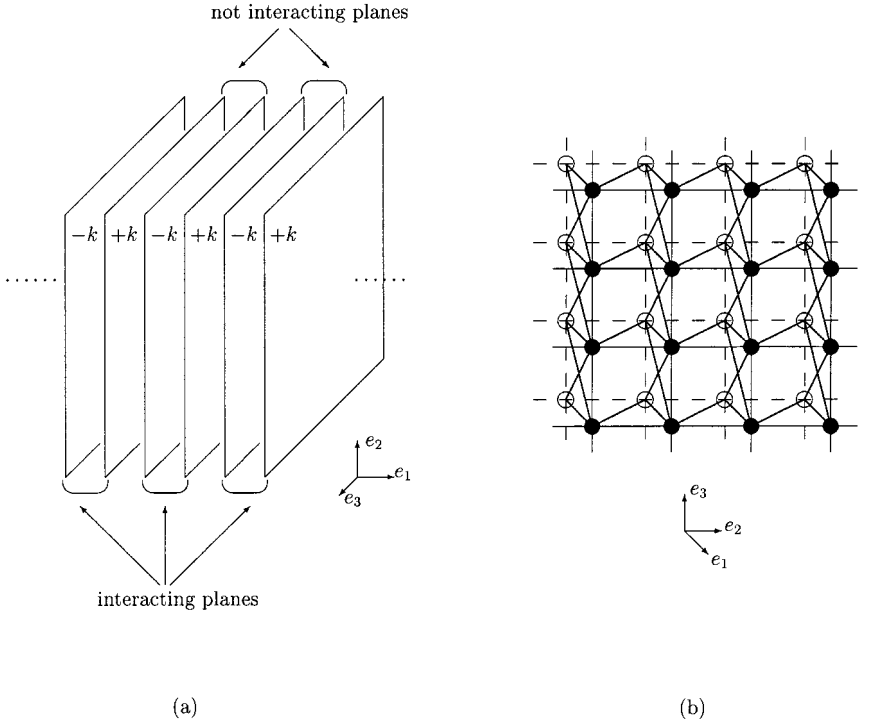 not interacting planes
−k +k −k +k −k +k
...... ......
e₂
e₁
e₃
interacting planes
(a)
e₃
e₂
e₁
(b)